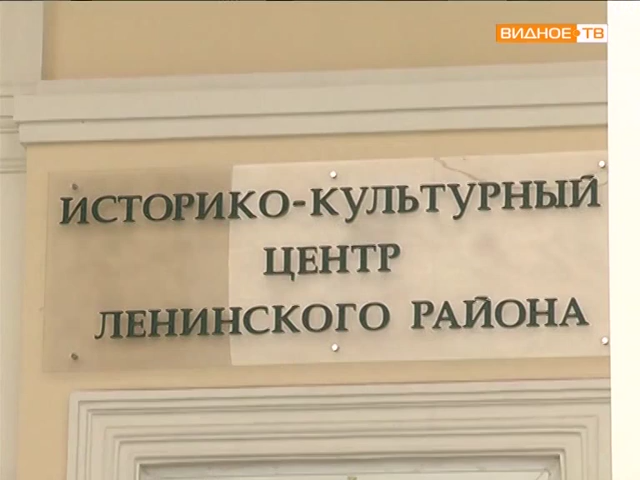 ВИДНОЕ ТВ
ИСТОРИКО-КУЛЬТУРНЫЙ
ЦЕНТР
ЛЕНИНСКОГО РАЙОНА